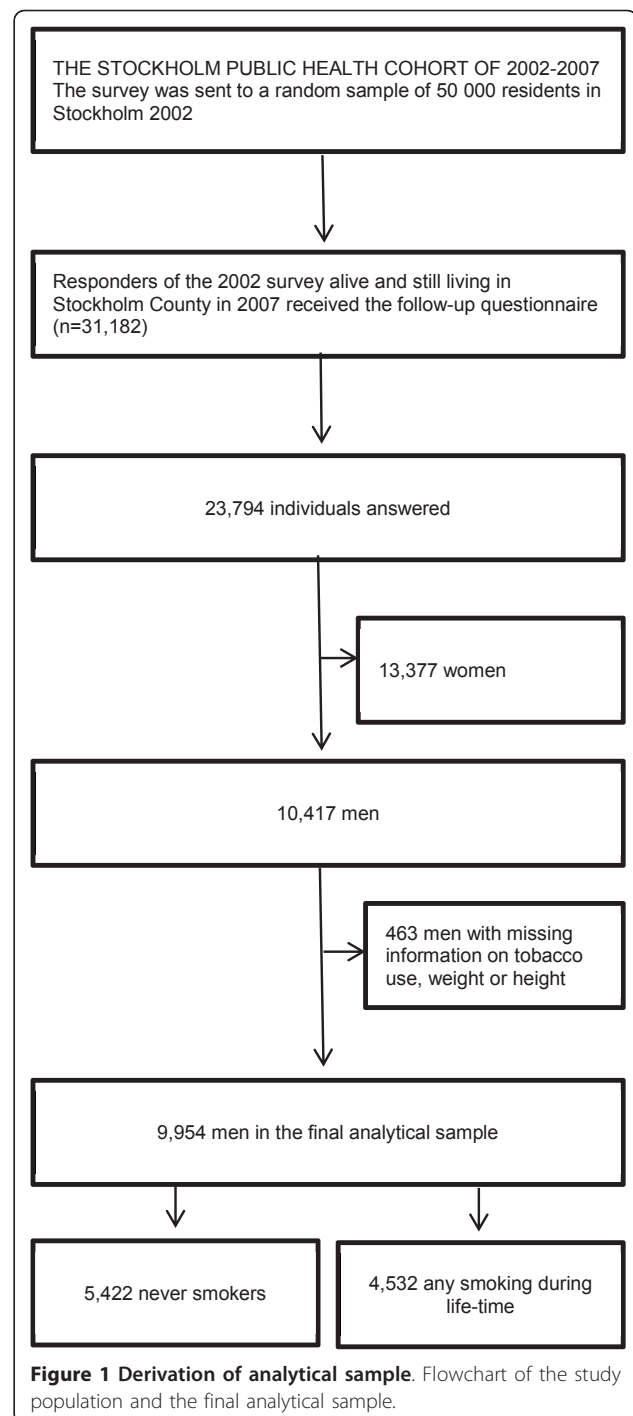 THE STOCKHOLM PUBLIC HEALTH COHORT OF 2002-2007
The survey was sent to a random sample of 50 000 residents in
Stockholm 2002
Responders of the 2002 survey alive and still living in
Stockholm County in 2007 received the follow-up questionnaire
(n=31,182)
23,794 individuals answered
13,377 women
10,417 men
463 men with missing
information on tobacco
use, weight or height
9,954 men in the final analytical sample
5,422 never smokers
4,532 any smoking during
life-time
Figure 1 Derivation of analytical sample. Flowchart of the study
population and the final analytical sample.